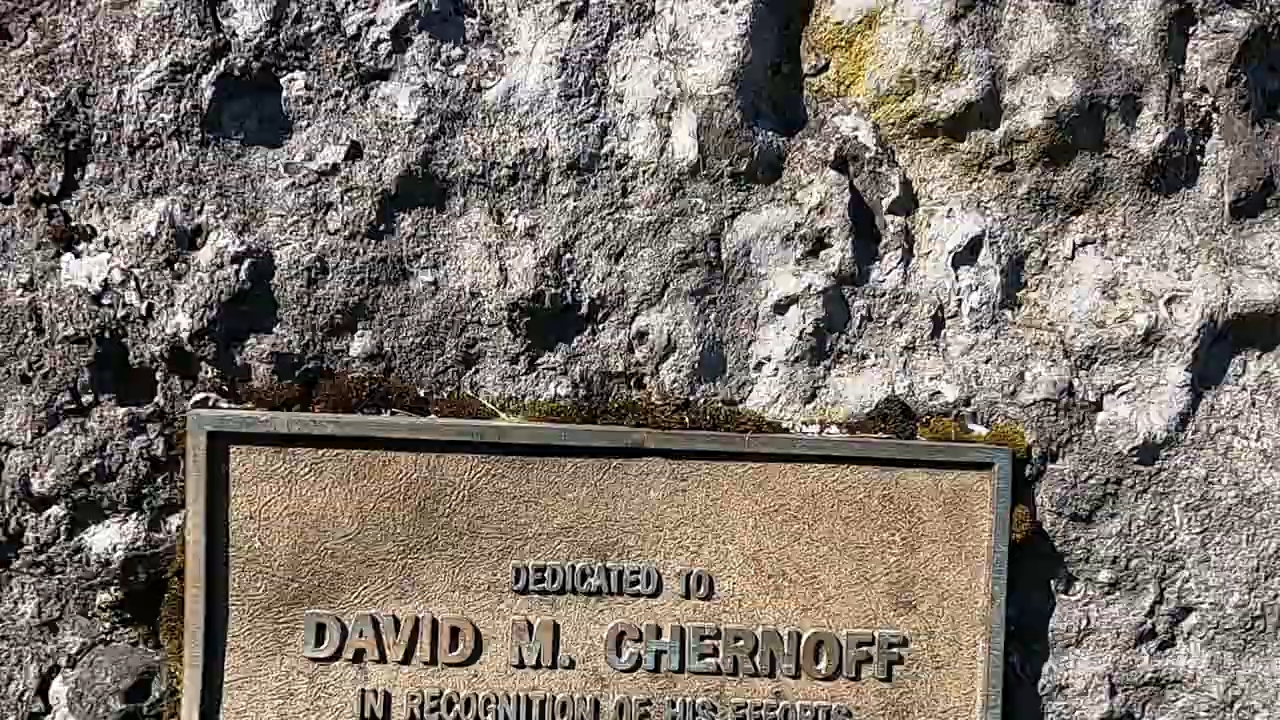 DEDICATED TO
DAVID M. CHERNOFF
IN RECOGNITION OF HIS EFFORTS